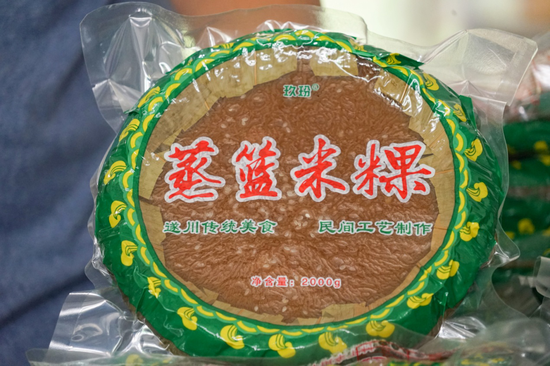 玖玢®
蒸篮米粿
遂川传统美食 民间工艺制作
净含量：2000g